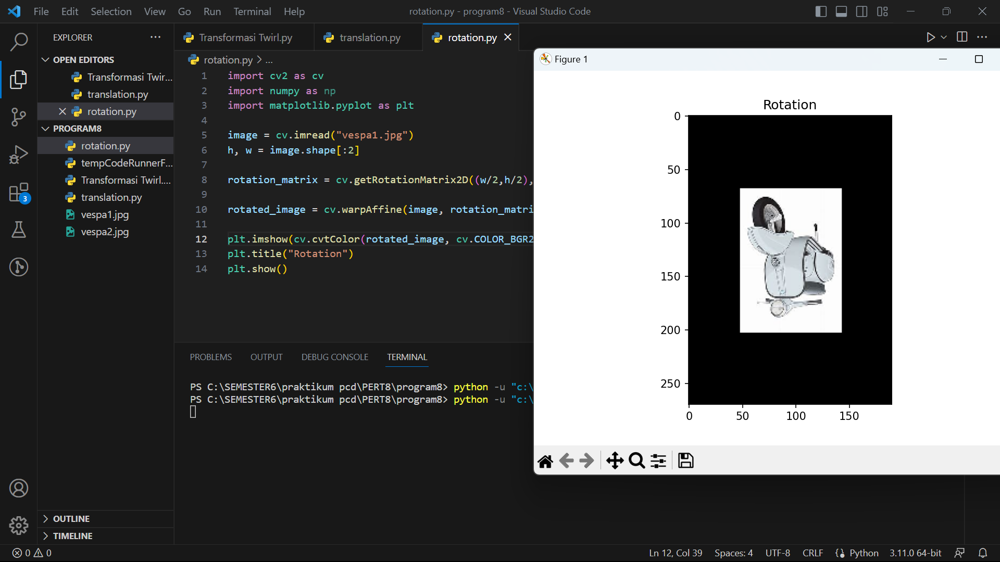 File Edit Selection View Go Run Terminal Help
rotation.py - program8 - Visual Studio Code
EXPLORER
OPEN EDITORS
Transformasi Twir...
translation.py
rotation.py
PROGRAM8
rotation.py
tempCodeRunnerF...
Transformasi Twirl....
translation.py
vespa1.jpg
vespa2.jpg
3
OUTLINE
TIMELINE
Transformasi Twirl.py translation.py rotation.py
rotation.py > ...
1 import cv2 as cv
2 import numpy as np
3 import matplotlib.pyplot as plt
4
5 image = cv.imread("vespa1.jpg")
6 h, w = image.shape[:2]
7
8 rotation_matrix = cv.getRotationMatrix2D((w/2,h/2),
9
10 rotated_image = cv.warpAffine(image, rotation_matri
11
12 plt.imshow(cv.cvtColor(rotated_image, cv.COLOR_BGR2
13 plt.title("Rotation")
14 plt.show()
PROBLEMS OUTPUT DEBUG CONSOLE TERMINAL
PS C:\SEMESTER6\praktikum pcd\PERT8\program8> python -u "c:\
PS C:\SEMESTER6\praktikum pcd\PERT8\program8> python -u "c:\
Figure 1
Rotation
0
50
100
150
200
250
0 50 100 150
0 0
Ln 12, Col 39 Spaces: 4 UTF-8 CRLF Python 3.11.0 64-bit